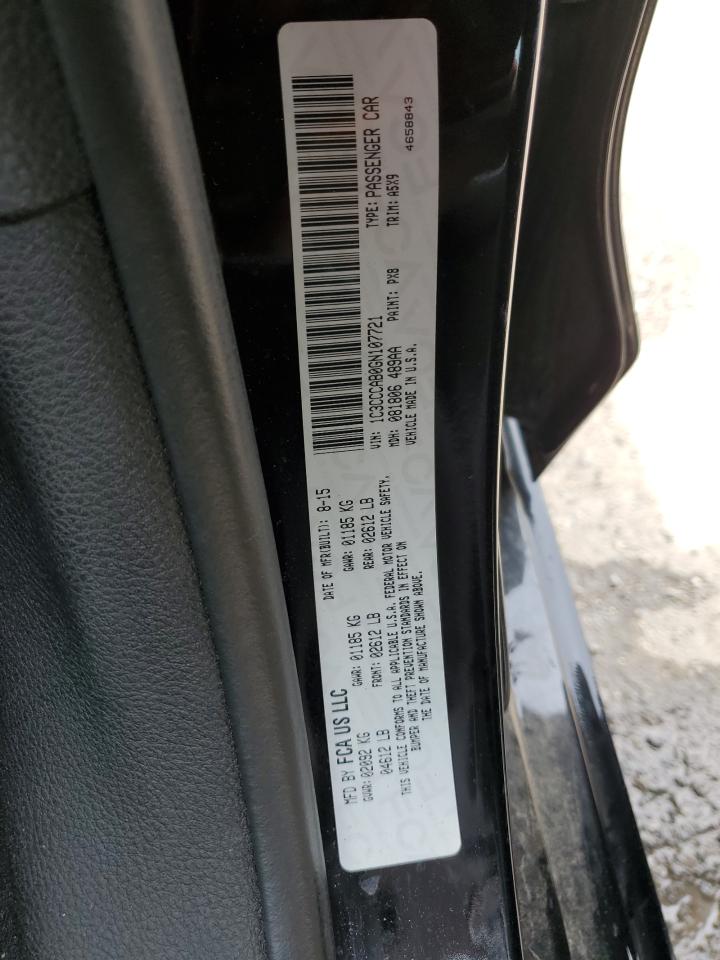 MFD BY FCA US LLC
DATE OF MFR(BUILT): 8-15
GVWR: 02092 KG
GAWR: 01185 KG
GAWR: 01185 KG
04612 LB
FRONT: 02612 LB
REAR: 02612 LB
THIS VEHICLE CONFORMS TO ALL APPLICABLE U.S.A. FEDERAL MOTOR VEHICLE SAFETY,
BUMPER AND THEFT PREVENTION STANDARDS IN EFFECT ON
THE DATE OF MANUFACTURE SHOWN ABOVE.
VIN: 1C3CCCAB0GN107721
TYPE: PASSENGER CAR
MDH: 081806 489AA
PAINT: PX8
TRIM: A5X9
VEHICLE MADE IN U.S.A.
4658843